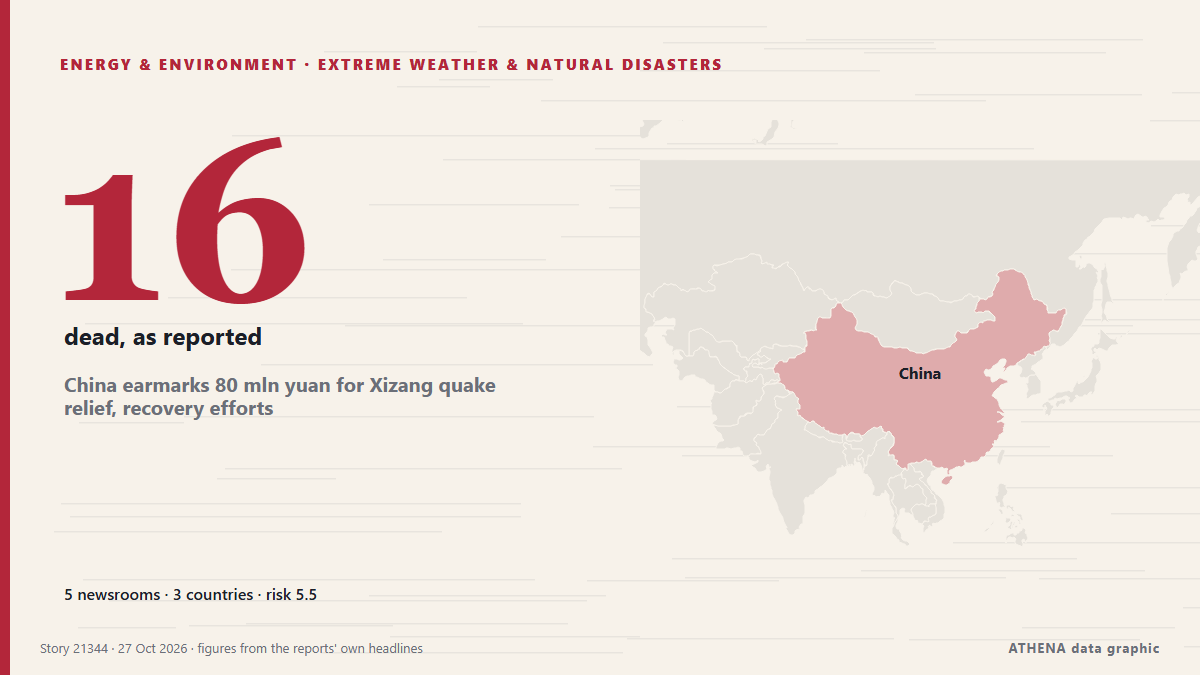 ENERGY & ENVIRONMENT · EXTREME WEATHER & NATURAL DISASTERS
16
dead, as reported
China earmarks 80 mln yuan for Xizang quake
relief, recovery efforts
China
5 newsrooms · 3 countries · risk 5.5
Story 21344 · 27 Oct 2026 · figures from the reports' own headlines
ATHENA data graphic